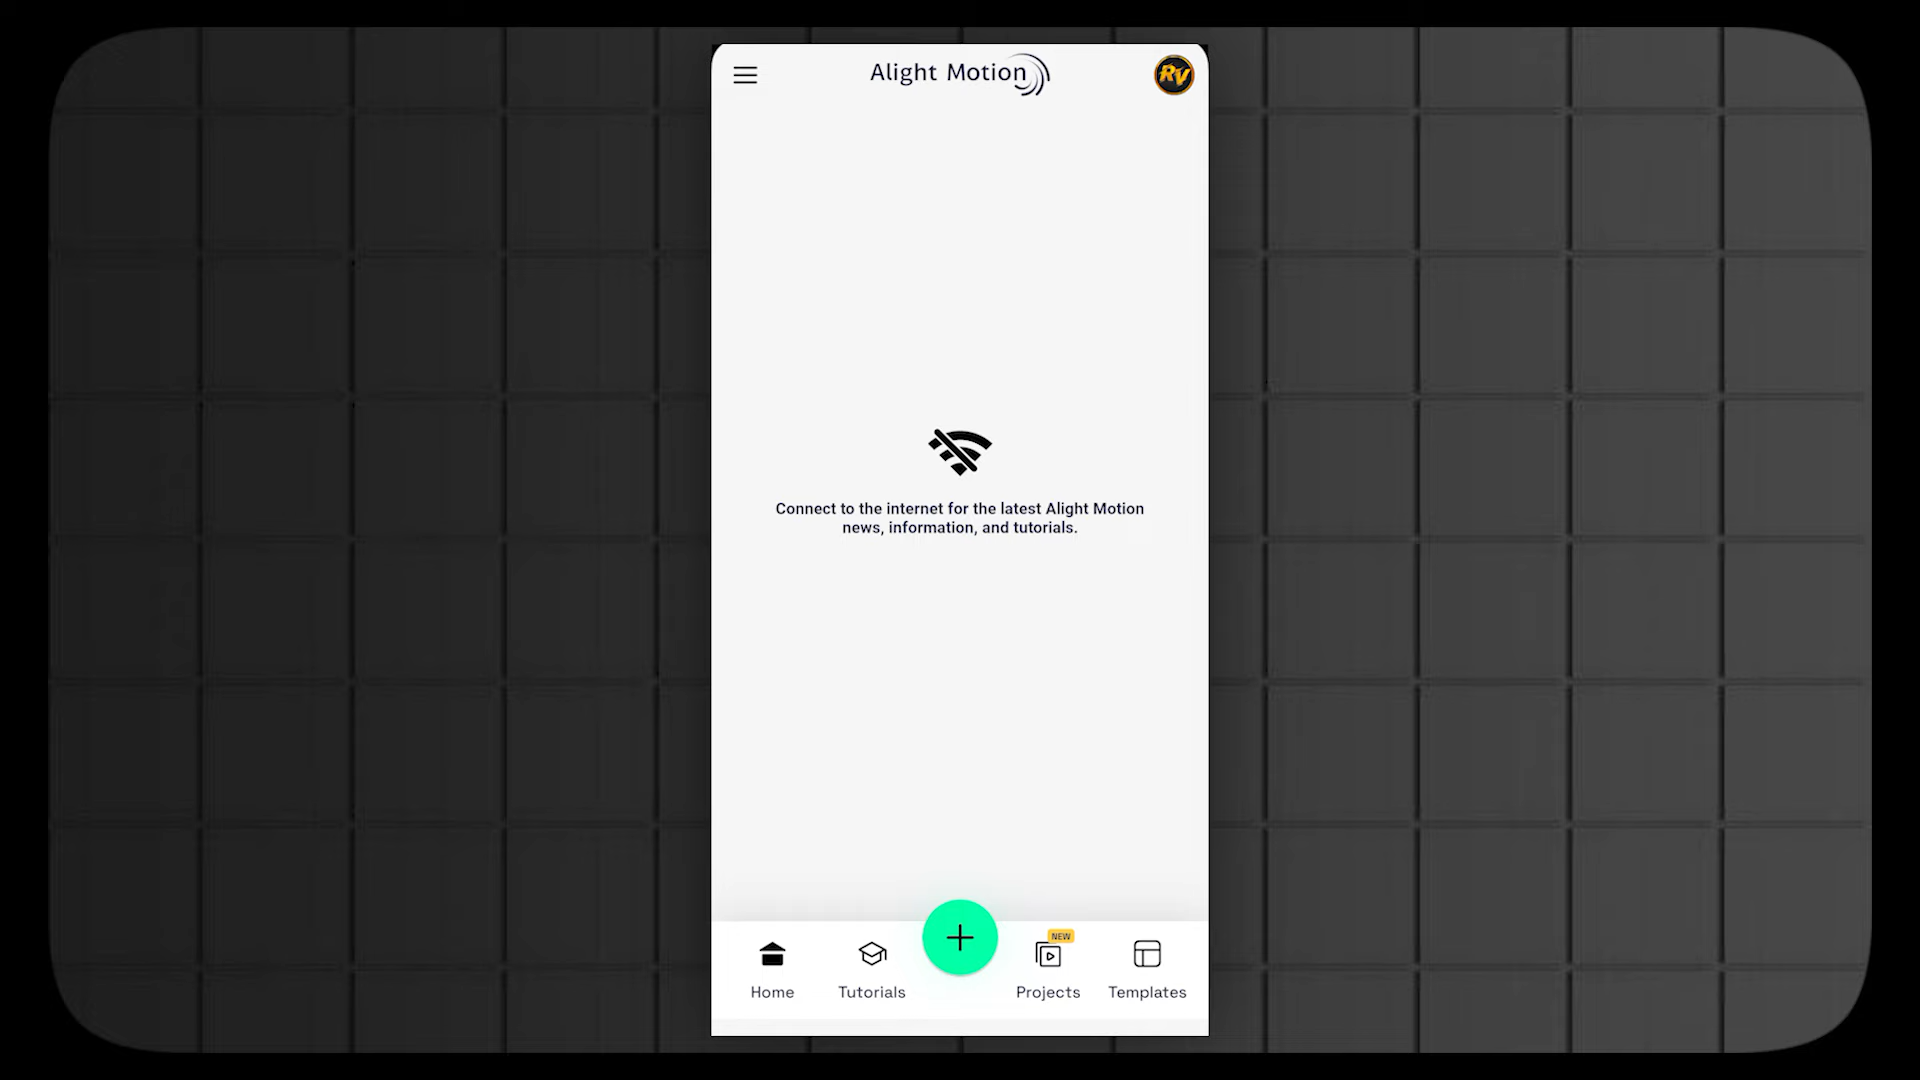 Alight Motion
RV
Connect to the internet for the latest Alight Motion
news, information, and tutorials.
NEW
Home
Tutorials
Projects
Templates